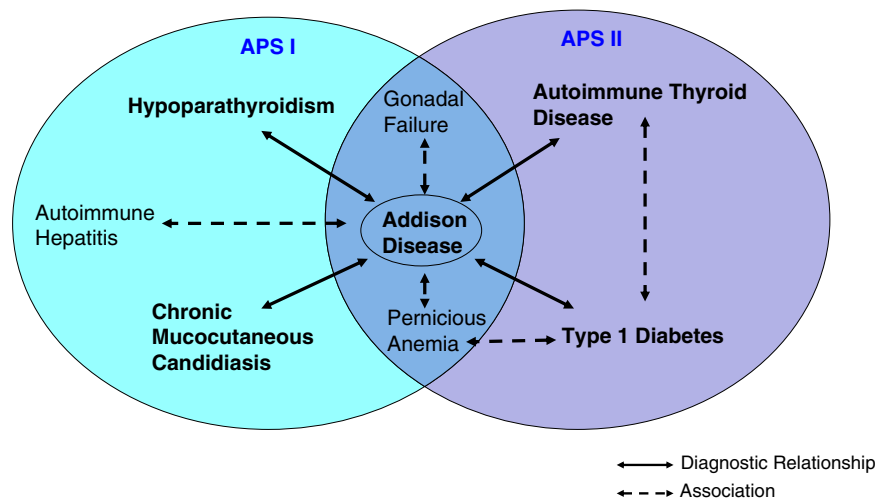 APS I
APS II
Hypoparathyroidism
Gonadal
Failure
Autoimmune Thyroid
Disease
Autoimmune
Hepatitis
Addison
Disease
Chronic
Mucocutaneous
Candidiasis
Pernicious
Anemia
Type 1 Diabetes
Diagnostic Relationship
Association